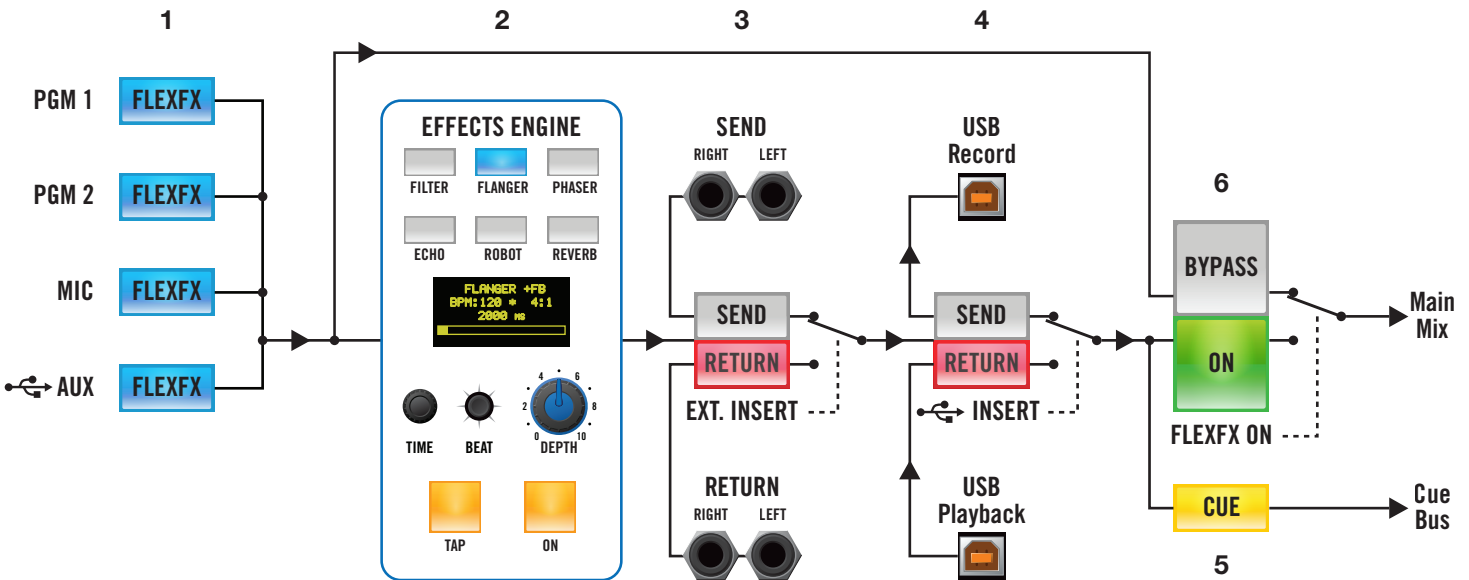 1
2
3
4
PGM 1
FLEXFX
PGM 2
FLEXFX
MIC
FLEXFX
AUX
FLEXFX
EFFECTS ENGINE
FILTER
FLANGER
PHASER
ECHO
ROBOT
REVERB
FLANGER +FB
BPM:120 * 4:1
2000 ms
TIME
BEAT
0 2 4 6 8 10
DEPTH
TAP
ON
SEND
RIGHT LEFT
SEND
RETURN
EXT. INSERT
RETURN
RIGHT LEFT
USB
Record
SEND
RETURN
INSERT
USB
Playback
6
BYPASS
ON
FLEXFX ON
Main
Mix
CUE
Cue
Bus
5